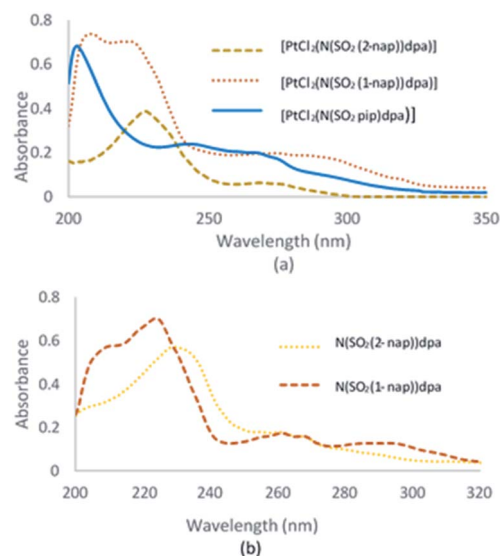 0.8
0.6
0.4
0.2
0
Absorbance
[PtCl₂(N(SO₂ (2-nap))dpa)]
[PtCl₂(N(SO₂ (1-nap))dpa)]
[PtCl₂(N(SO₂ pip)dpa)]
200 250 300 350
Wavelength (nm)
(a)
0.8
0.6
0.4
0.2
0
Absorbance
N(SO₂(2- nap))dpa
N(SO₂(1- nap))dpa
200 220 240 260 280 300 320
Wavelength (nm)
(b)